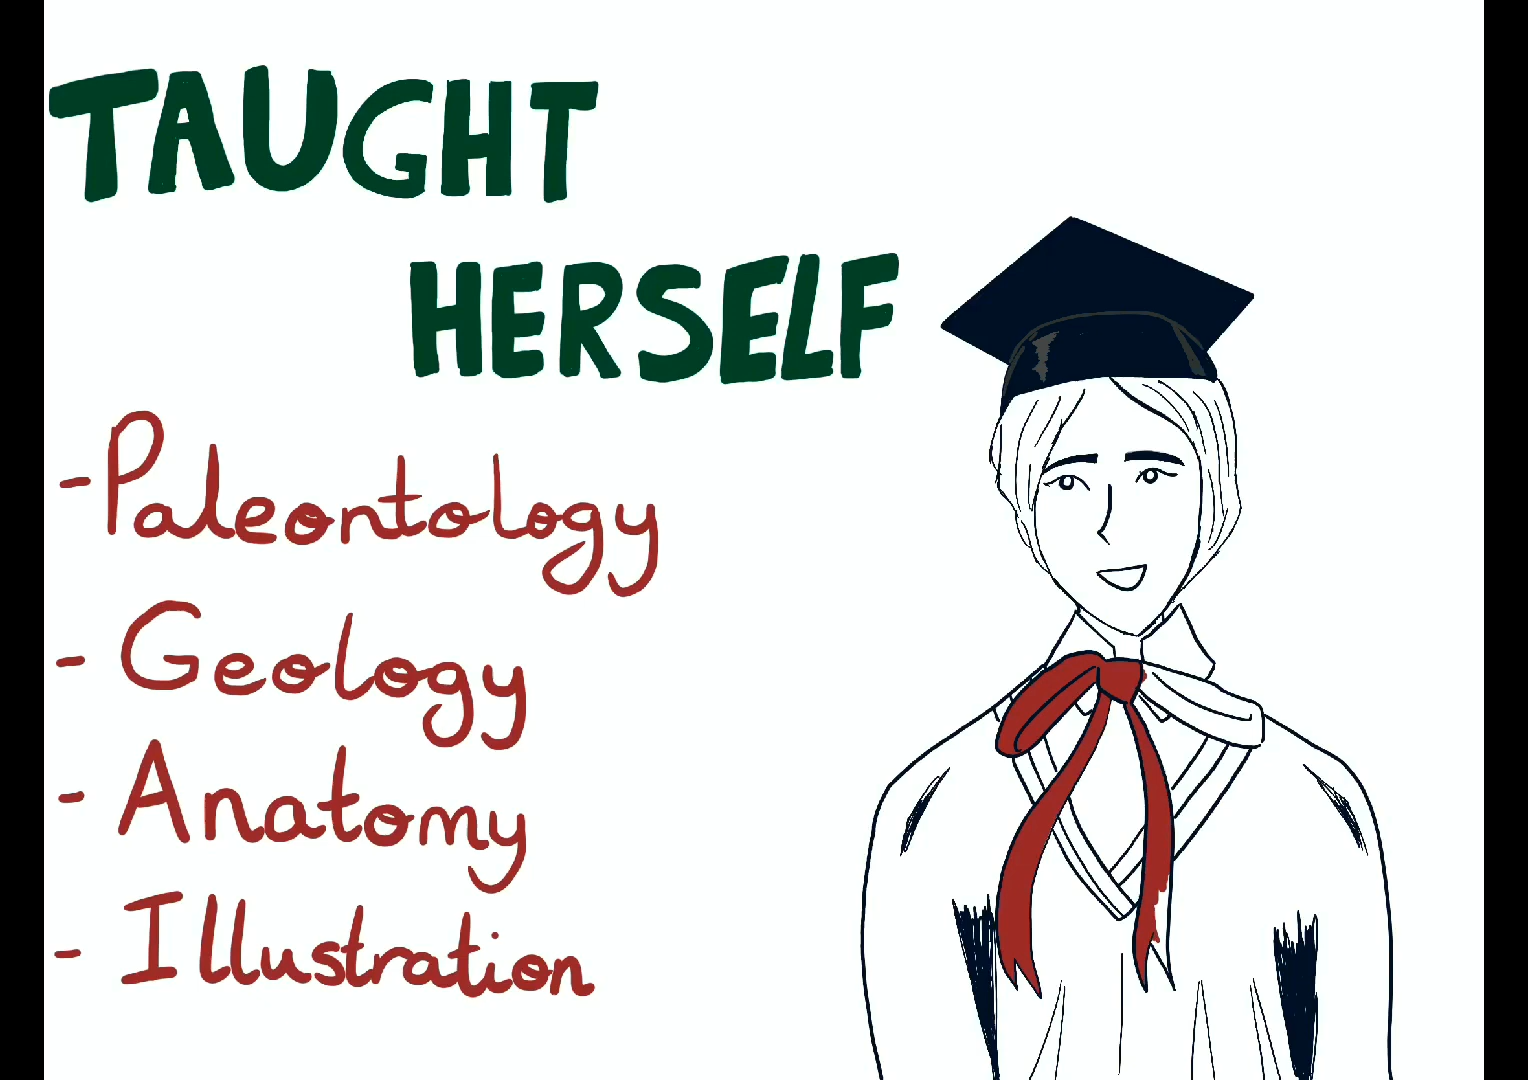 TAUGHT
HERSELF
- Paleontology
- Geology
- Anatomy
- Illustration